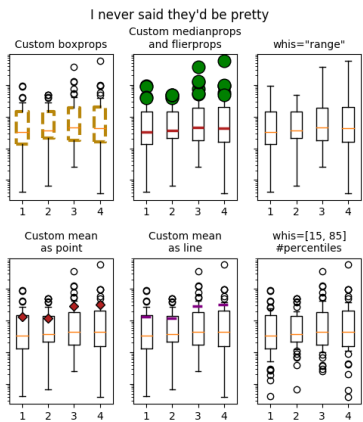 I never said they'd be pretty
Custom boxprops
Custom medianprops
and flierprops
whis="range"
1 2 3 4
1 2 3 4
1 2 3 4
Custom mean
as point
Custom mean
as line
whis=[15, 85]
#percentiles
1 2 3 4
1 2 3 4
1 2 3 4